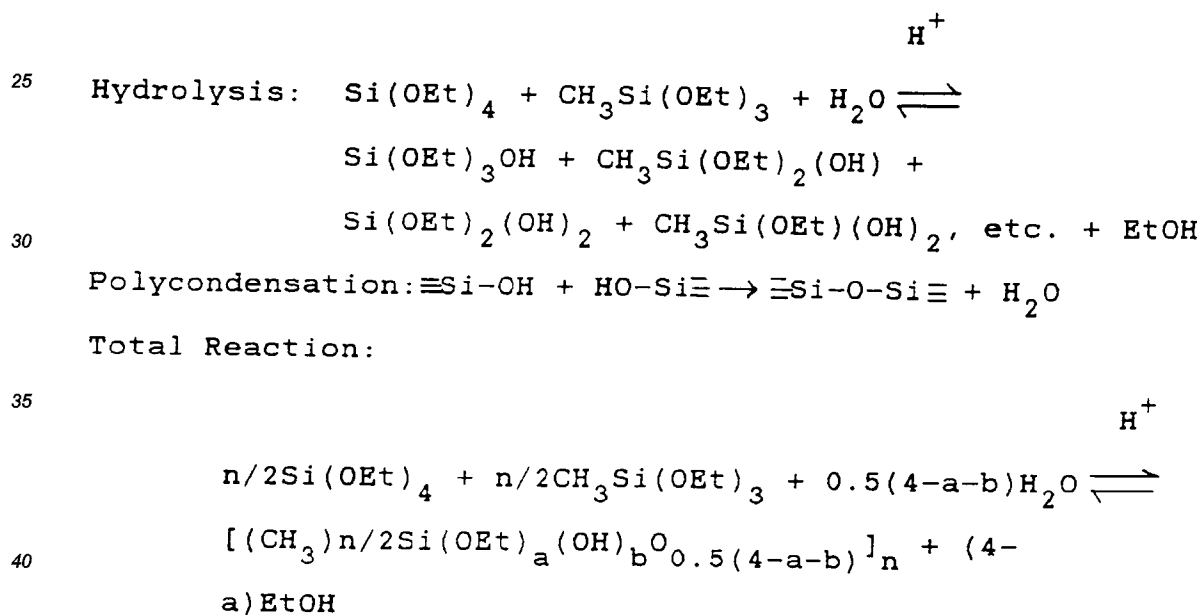 H⁺
25 Hydrolysis: Si(OEt)₄ + CH₃Si(OEt)₃ + H₂O ⇌
Si(OEt)₃OH + CH₃Si(OEt)₂(OH) +
Si(OEt)₂(OH)₂ + CH₃Si(OEt)(OH)₂, etc. + EtOH
30
Polycondensation:≡Si-OH + HO-Si≡ → ≡Si-O-Si≡ + H₂O
Total Reaction:
35
H⁺
n/2Si(OEt)₄ + n/2CH₃Si(OEt)₃ + 0.5(4-a-b)H₂O ⇌
[(CH₃)n/2Si(OEt)ₐ(OH)_bO_0.5(4-a-b)]ₙ + (4-
40
a)EtOH